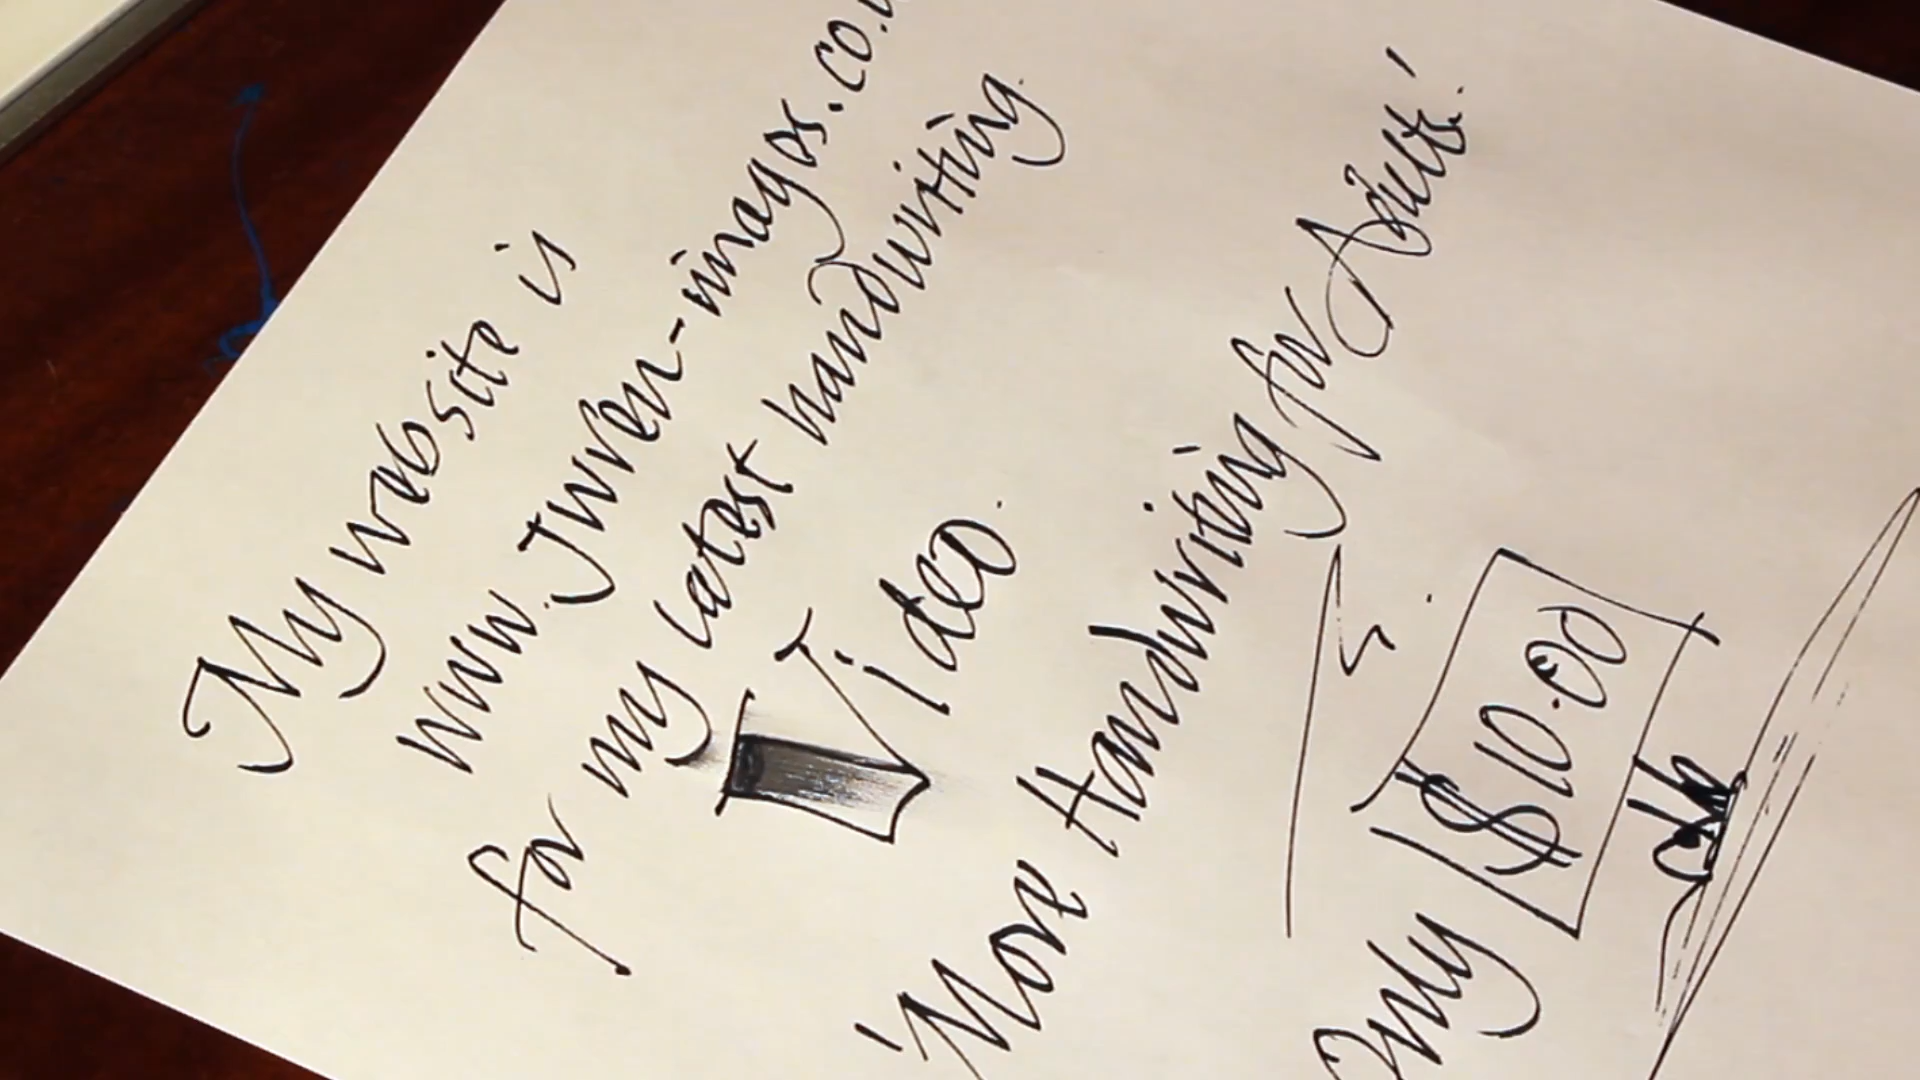 My website is
www.Jwren-images.co.u
for my latest handwriting
Video.
'More Handwriting for Adults!'
Only $10.00